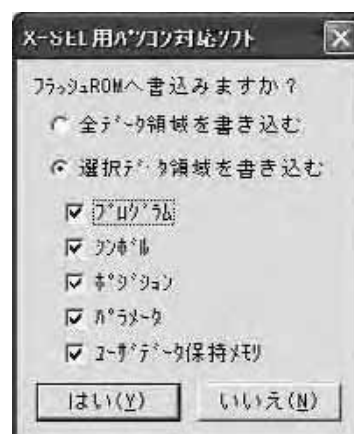 X-SEL用ﾊﾟｿｺﾝ対応ｿﾌﾄ
ﾌﾗｯｼｭROMへ書込みますか？
全ﾃﾞｰﾀ領域を書き込む
選択ﾃﾞｰﾀ領域を書き込む
ﾌﾟﾛｸﾞﾗﾑ
ｼﾝﾎﾞﾙ
ﾎﾟｼﾞｼｮﾝ
ﾊﾟﾗﾒｰﾀ
ﾕｰｻﾞﾃﾞｰﾀ保持ﾒﾓﾘ
はい(Y) いいえ(N)